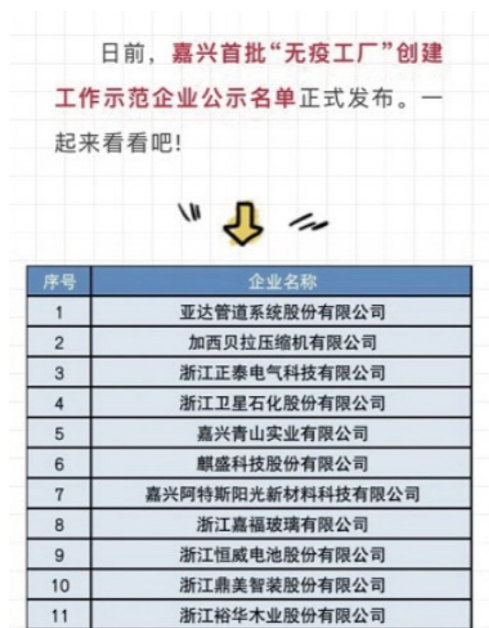 日前，嘉兴首批“无疫工厂”创建
工作示范企业公示名单正式发布。一
起来看看吧!
序号 企业名称
1 亚达管道系统股份有限公司
2 加西贝拉压缩机有限公司
3 浙江正泰电气科技有限公司
4 浙江卫星石化股份有限公司
5 嘉兴青山实业有限公司
6 麒盛科技股份有限公司
7 嘉兴阿特斯阳光新材料科技有限公司
8 浙江嘉福玻璃有限公司
9 浙江恒威电池股份有限公司
10 浙江鼎美智装股份有限公司
11 浙江裕华木业股份有限公司